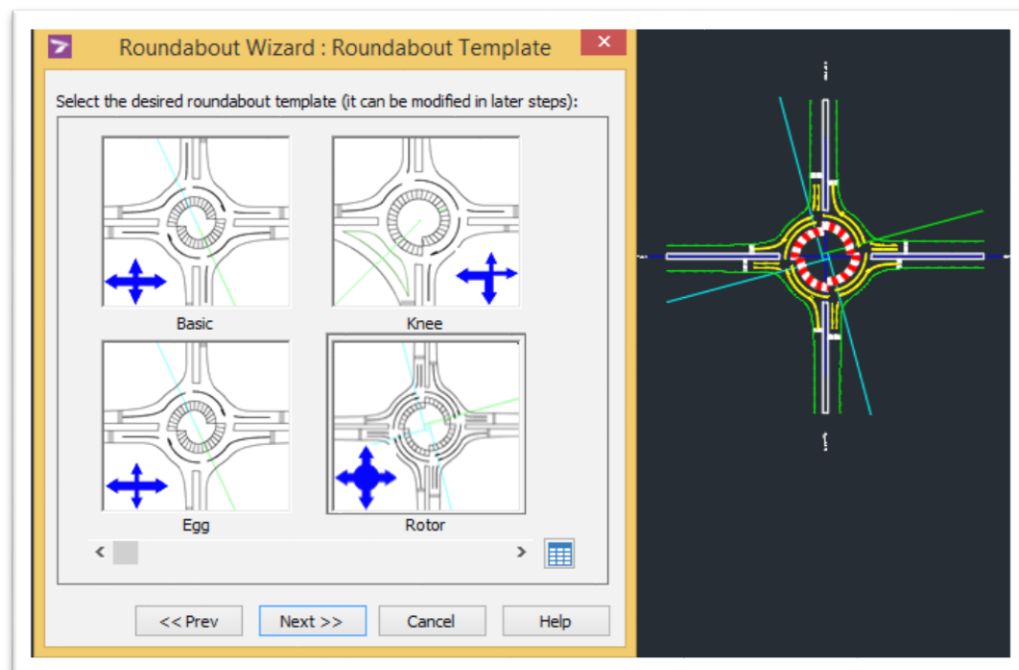 Roundabout Wizard : Roundabout Template
Select the desired roundabout template (it can be modified in later steps):
Basic
Knee
Egg
Rotor
<< Prev
Next >>
Cancel
Help